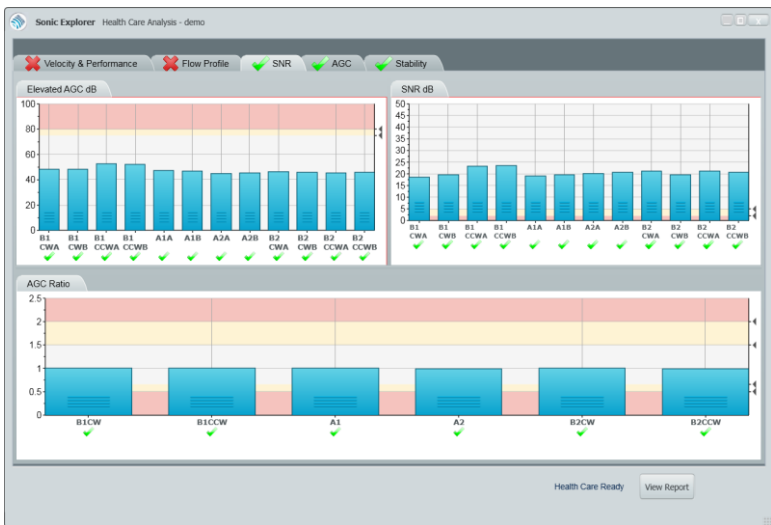 Sonic Explorer Health Care Analysis - demo
Velocity & Performance Flow Profile SNR AGC Stability
Elevated AGC dB
100
80
60
40
20
0
B1 CWA B1 CWB B1 CCWA B1 CCWB A1A A1B A2A A2B B2 CWA B2 CWB B2 CCWA B2 CCWB
SNR dB
50
45
40
35
30
25
20
15
10
5
0
B1 CWA B1 CWB B1 CCWA B1 CCWB A1A A1B A2A A2B B2 CWA B2 CWB B2 CCWA B2 CCWB
AGC Ratio
2.5
2
1.5
1
0.5
0
B1CW B1CCW A1 A2 B2CW B2CCW
Health Care Ready View Report